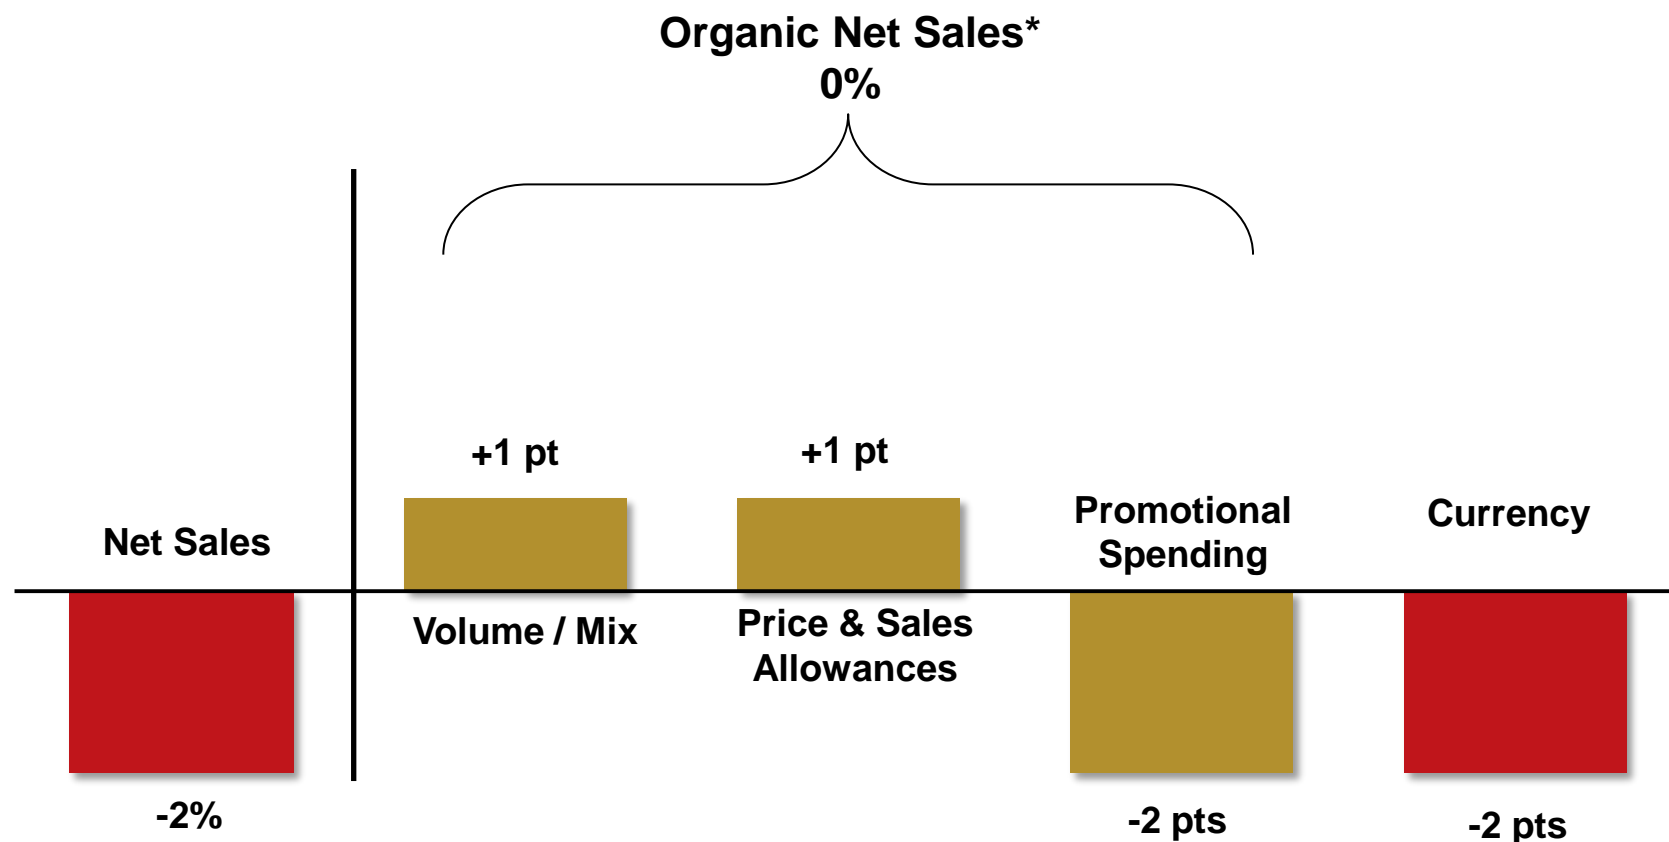 Organic Net Sales*
0%
+1 pt
+1 pt
Net Sales
Promotional
Spending
Currency
Volume / Mix
Price & Sales
Allowances
-2%
-2 pts
-2 pts